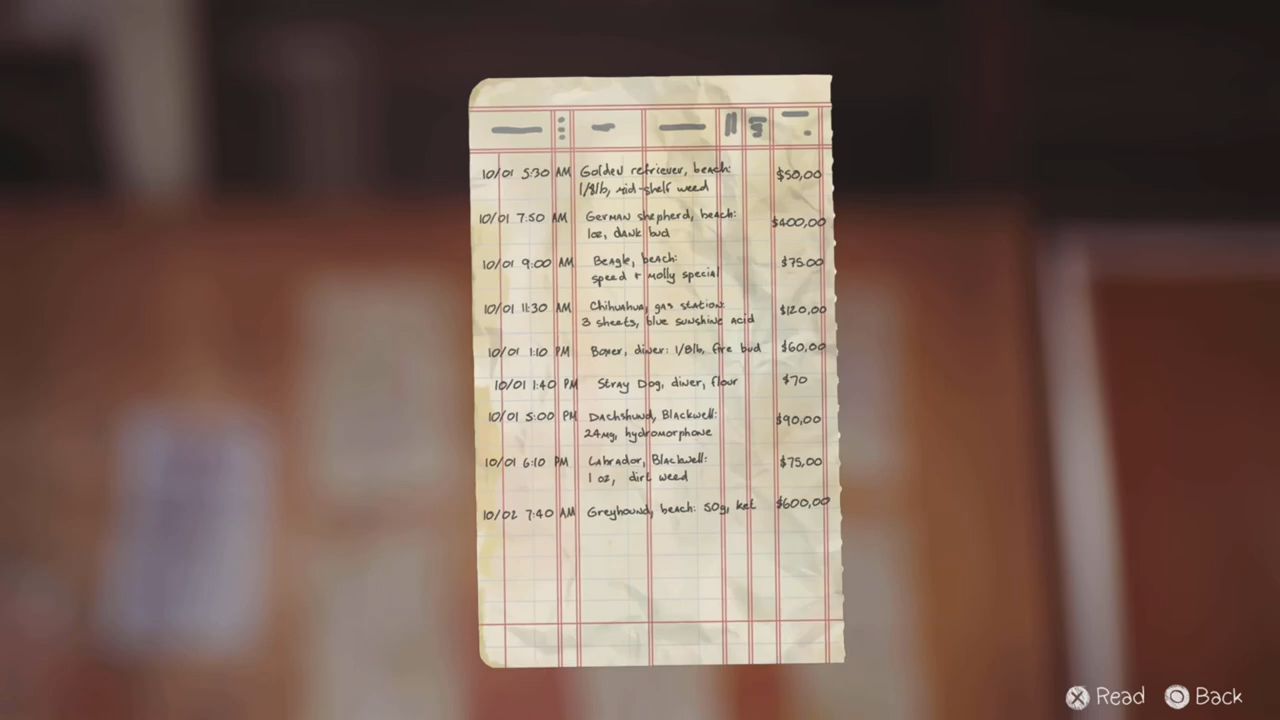 10/01 5:30 AM Golden retriever, beach: $50,00
1/8lb, mid-shelf weed
10/01 7:50 AM German shepherd, beach: $400,00
1oz, dank bud
10/01 9:00 AM Beagle, beach: $75.00
speed + molly special
10/01 11:30 AM Chihuahua, gas station: $120,00
3 sheets, blue sunshine acid
10/01 1:10 PM Boxer, diner: 1/8lb, fire bud $60,00
10/01 1:40 PM Stray Dog, diner, flour $70
10/01 5:00 PM Dachshund, Blackwell: $90,00
24mg, hydromorphone
10/01 6:10 PM Labrador, Blackwell: $75,00
1 oz, dirt weed
10/02 7:40 AM Greyhound, beach: 50g, ket $600,00
Read Back